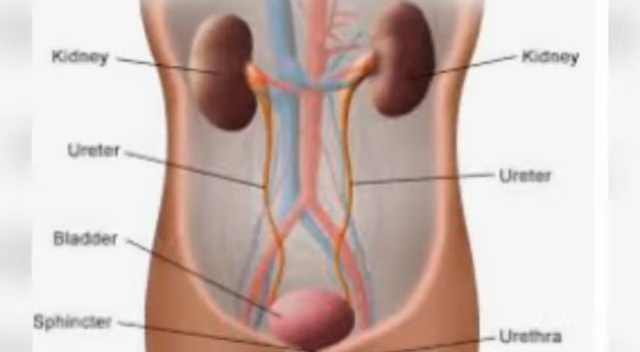 Kidney
Kidney
Ureter
Ureter
Bladder
Sphincter
Urethra